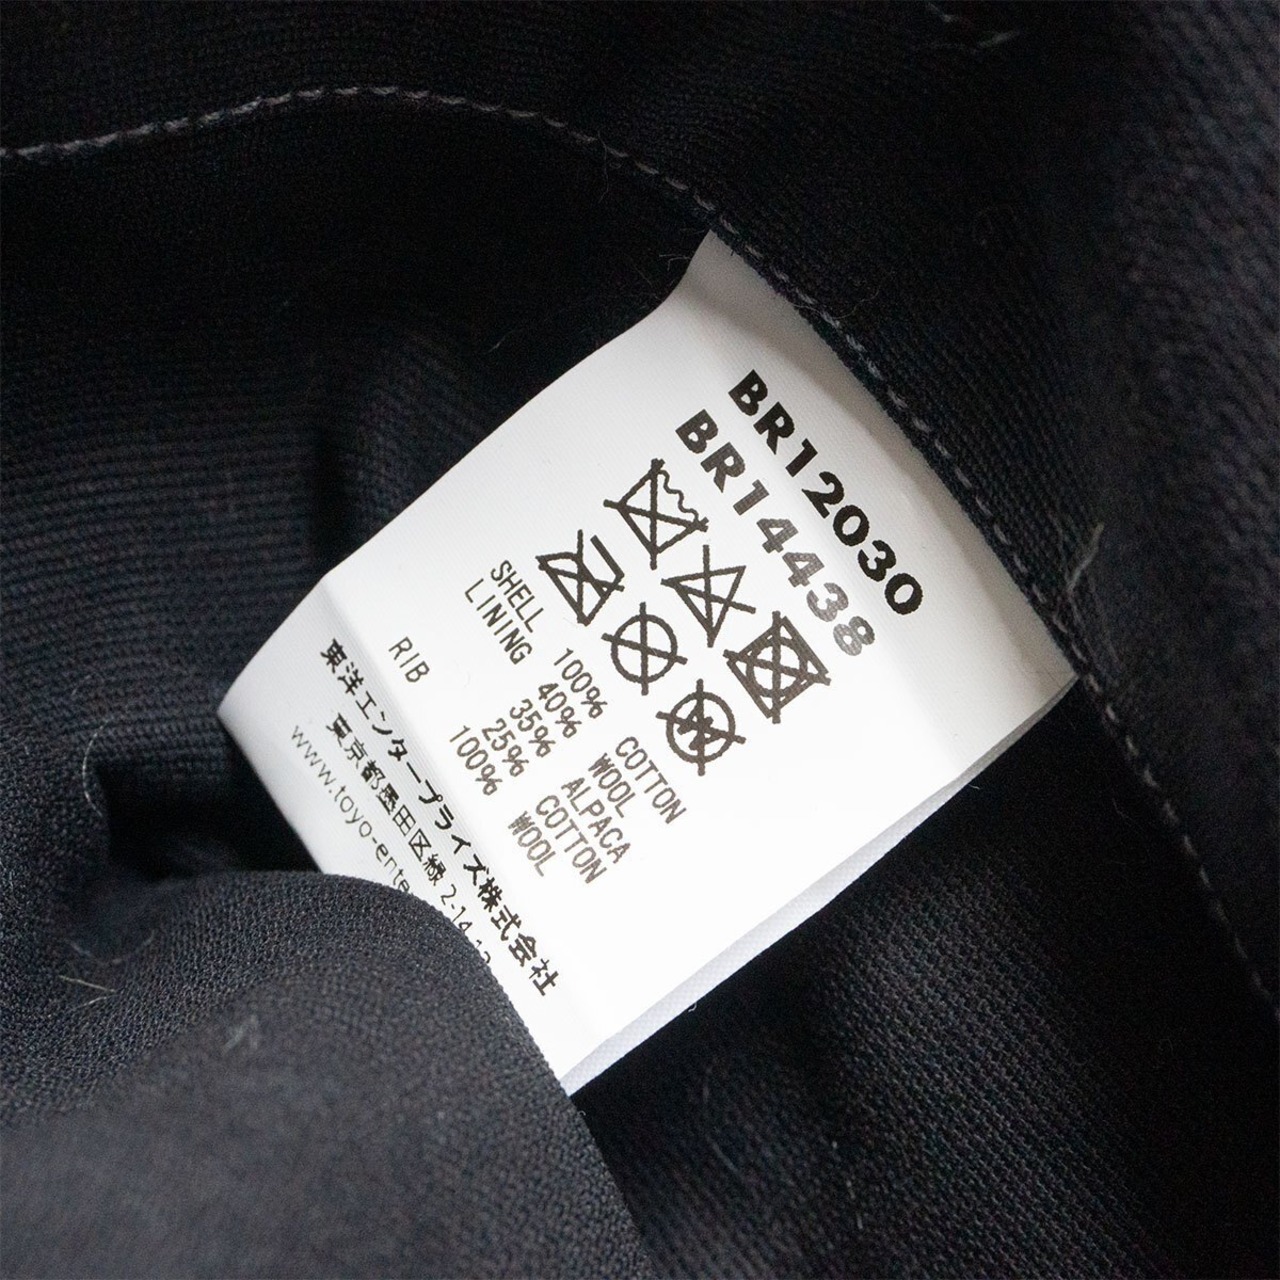 BR12030
BR14438
SHELL 100% COTTON
LINING 40% WOOL
35% ALPACA
25% COTTON
RIB 100% WOOL
東洋エンタープライズ株式会社
東京都墨田区緑 2-14-12
www.toyo-ente